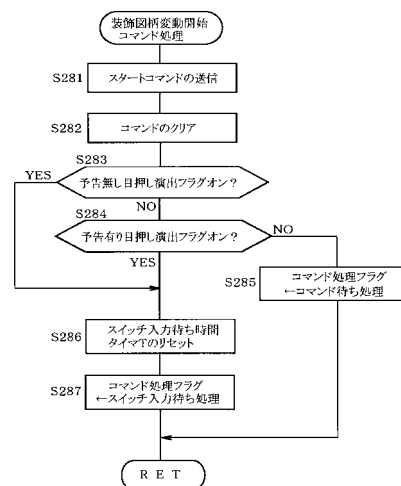 装飾図柄変動開始
コマンド処理
S281
スタートコマンドの送信
S282
コマンドのクリア
S283
YES
予告無し目押し演出フラグオン？
NO
S284
予告有り目押し演出フラグオン？
NO
YES
S285
コマンド処理フラグ
←コマンド待ち処理
S286
スイッチ入力待ち時間
タイマTのリセット
S287
コマンド処理フラグ
←スイッチ入力待ち処理
RET